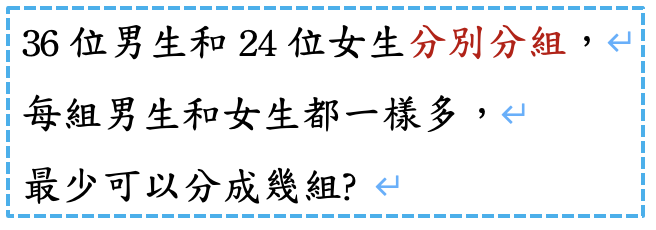 36 位男生和 24 位女生分別分組，↵
每組男生和女生都一樣多，↵
最少可以分成幾組? ↵